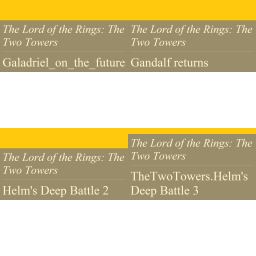 The Lord of the Rings: The
Two Towers
Galadriel_on_the_future
The Lord of the Rings: The
Two Towers
Gandalf returns
The Lord of the Rings: The
Two Towers
Helm's Deep Battle 2
The Lord of the Rings: The
Two Towers
TheTwoTowers.Helm's
Deep Battle 3